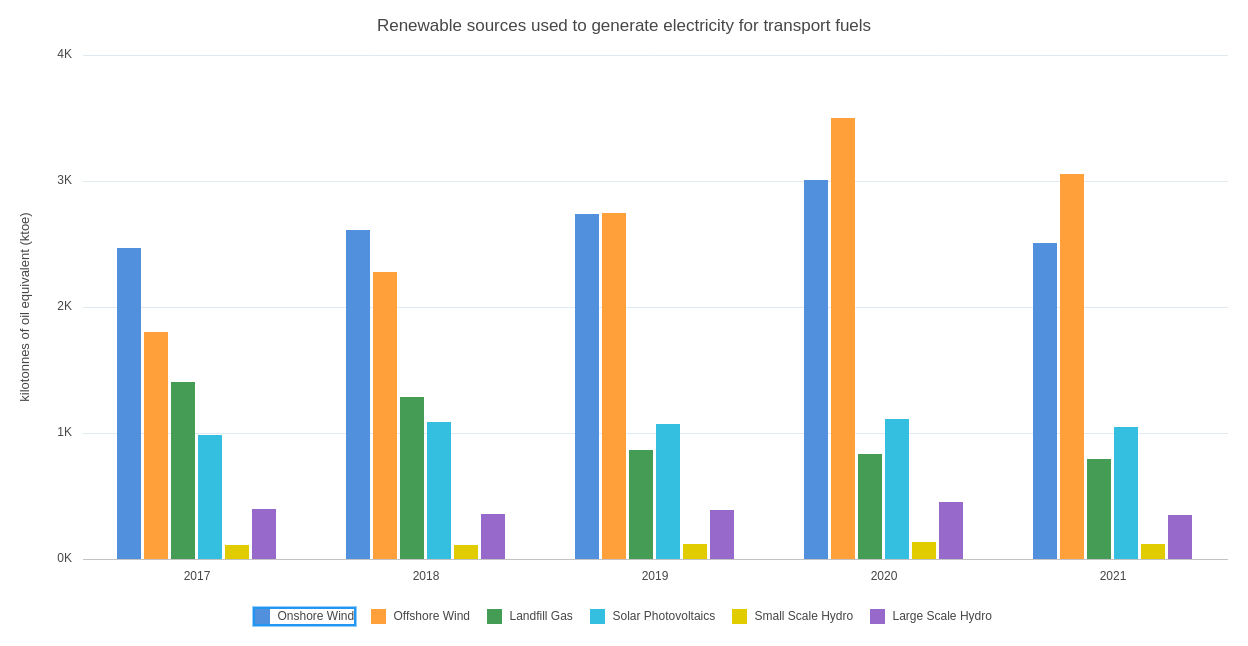 Renewable sources used to generate electricity for transport fuels
4K
3K
2K
1K
0K
kilotonnes of oil equivalent (ktoe)
2017 2018 2019 2020 2021
Onshore Wind Offshore Wind Landfill Gas Solar Photovoltaics Small Scale Hydro Large Scale Hydro